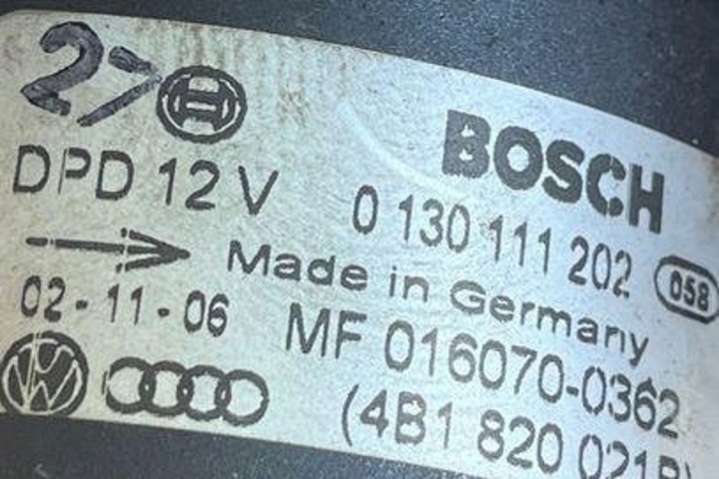 27
BOSCH
DPD 12 V
0 130 111 202
058
Made in Germany
02-11-06
MF 016070-0362
(4B1 820 021B)